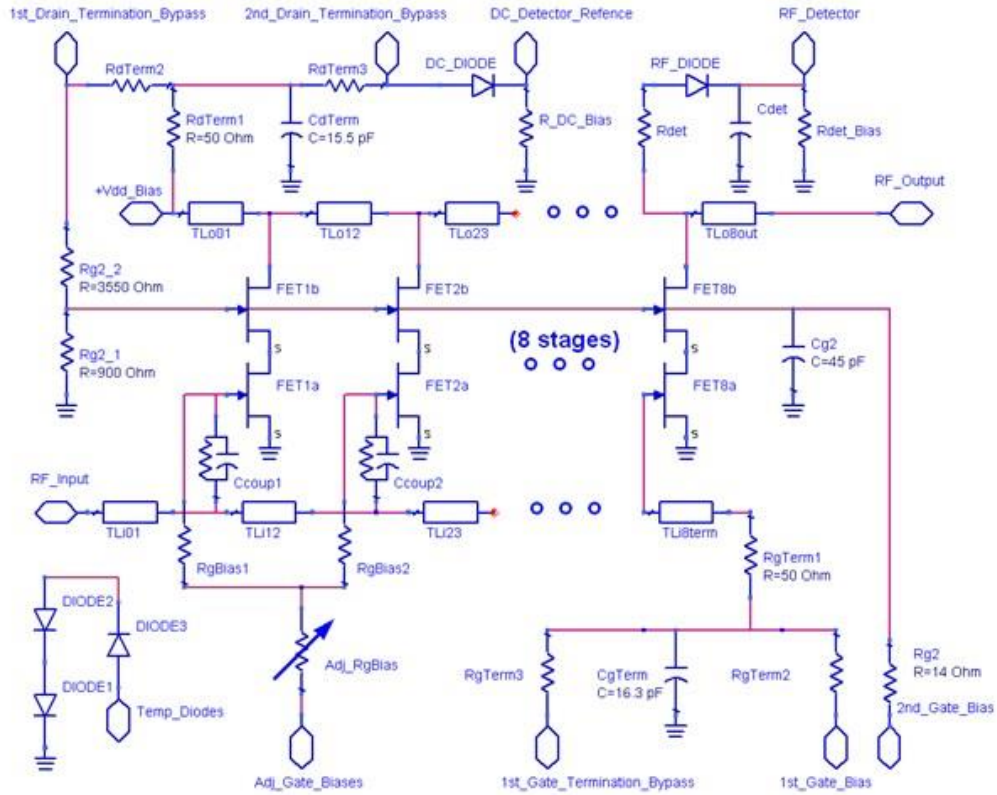 1st_Drain_Termination_Bypass
2nd_Drain_Termination_Bypass
DC_Detector_Refence
RF_Detector
RdTerm2
RdTerm3
DC_DIODE
RF_DIODE
RdTerm1
R=50 Ohm
CdTerm
C=15.5 pF
R_DC_Bias
Rdet
Cdet
Rdet_Bias
+Vdd_Bias
RF_Output
TLo01
TLo12
TLo23
TLo8out
Rg2_2
R=3550 Ohm
FET1b
FET2b
FET8b
S
S
S
(8 stages)
Cg2
C=45 pF
Rg2_1
R=900 Ohm
FET1a
FET2a
FET8a
S
S
S
RF_Input
Ccoup1
Ccoup2
TLi01
TLi12
TLi23
TLi8term
RgBias1
RgBias2
RgTerm1
R=50 Ohm
DIODE2
DIODE3
DIODE1
Temp_Diodes
Adj_RgBias
Adj_Gate_Biases
RgTerm3
CgTerm
C=16.3 pF
RgTerm2
Rg2
R=14 Ohm
2nd_Gate_Bias
1st_Gate_Termination_Bypass
1st_Gate_Bias